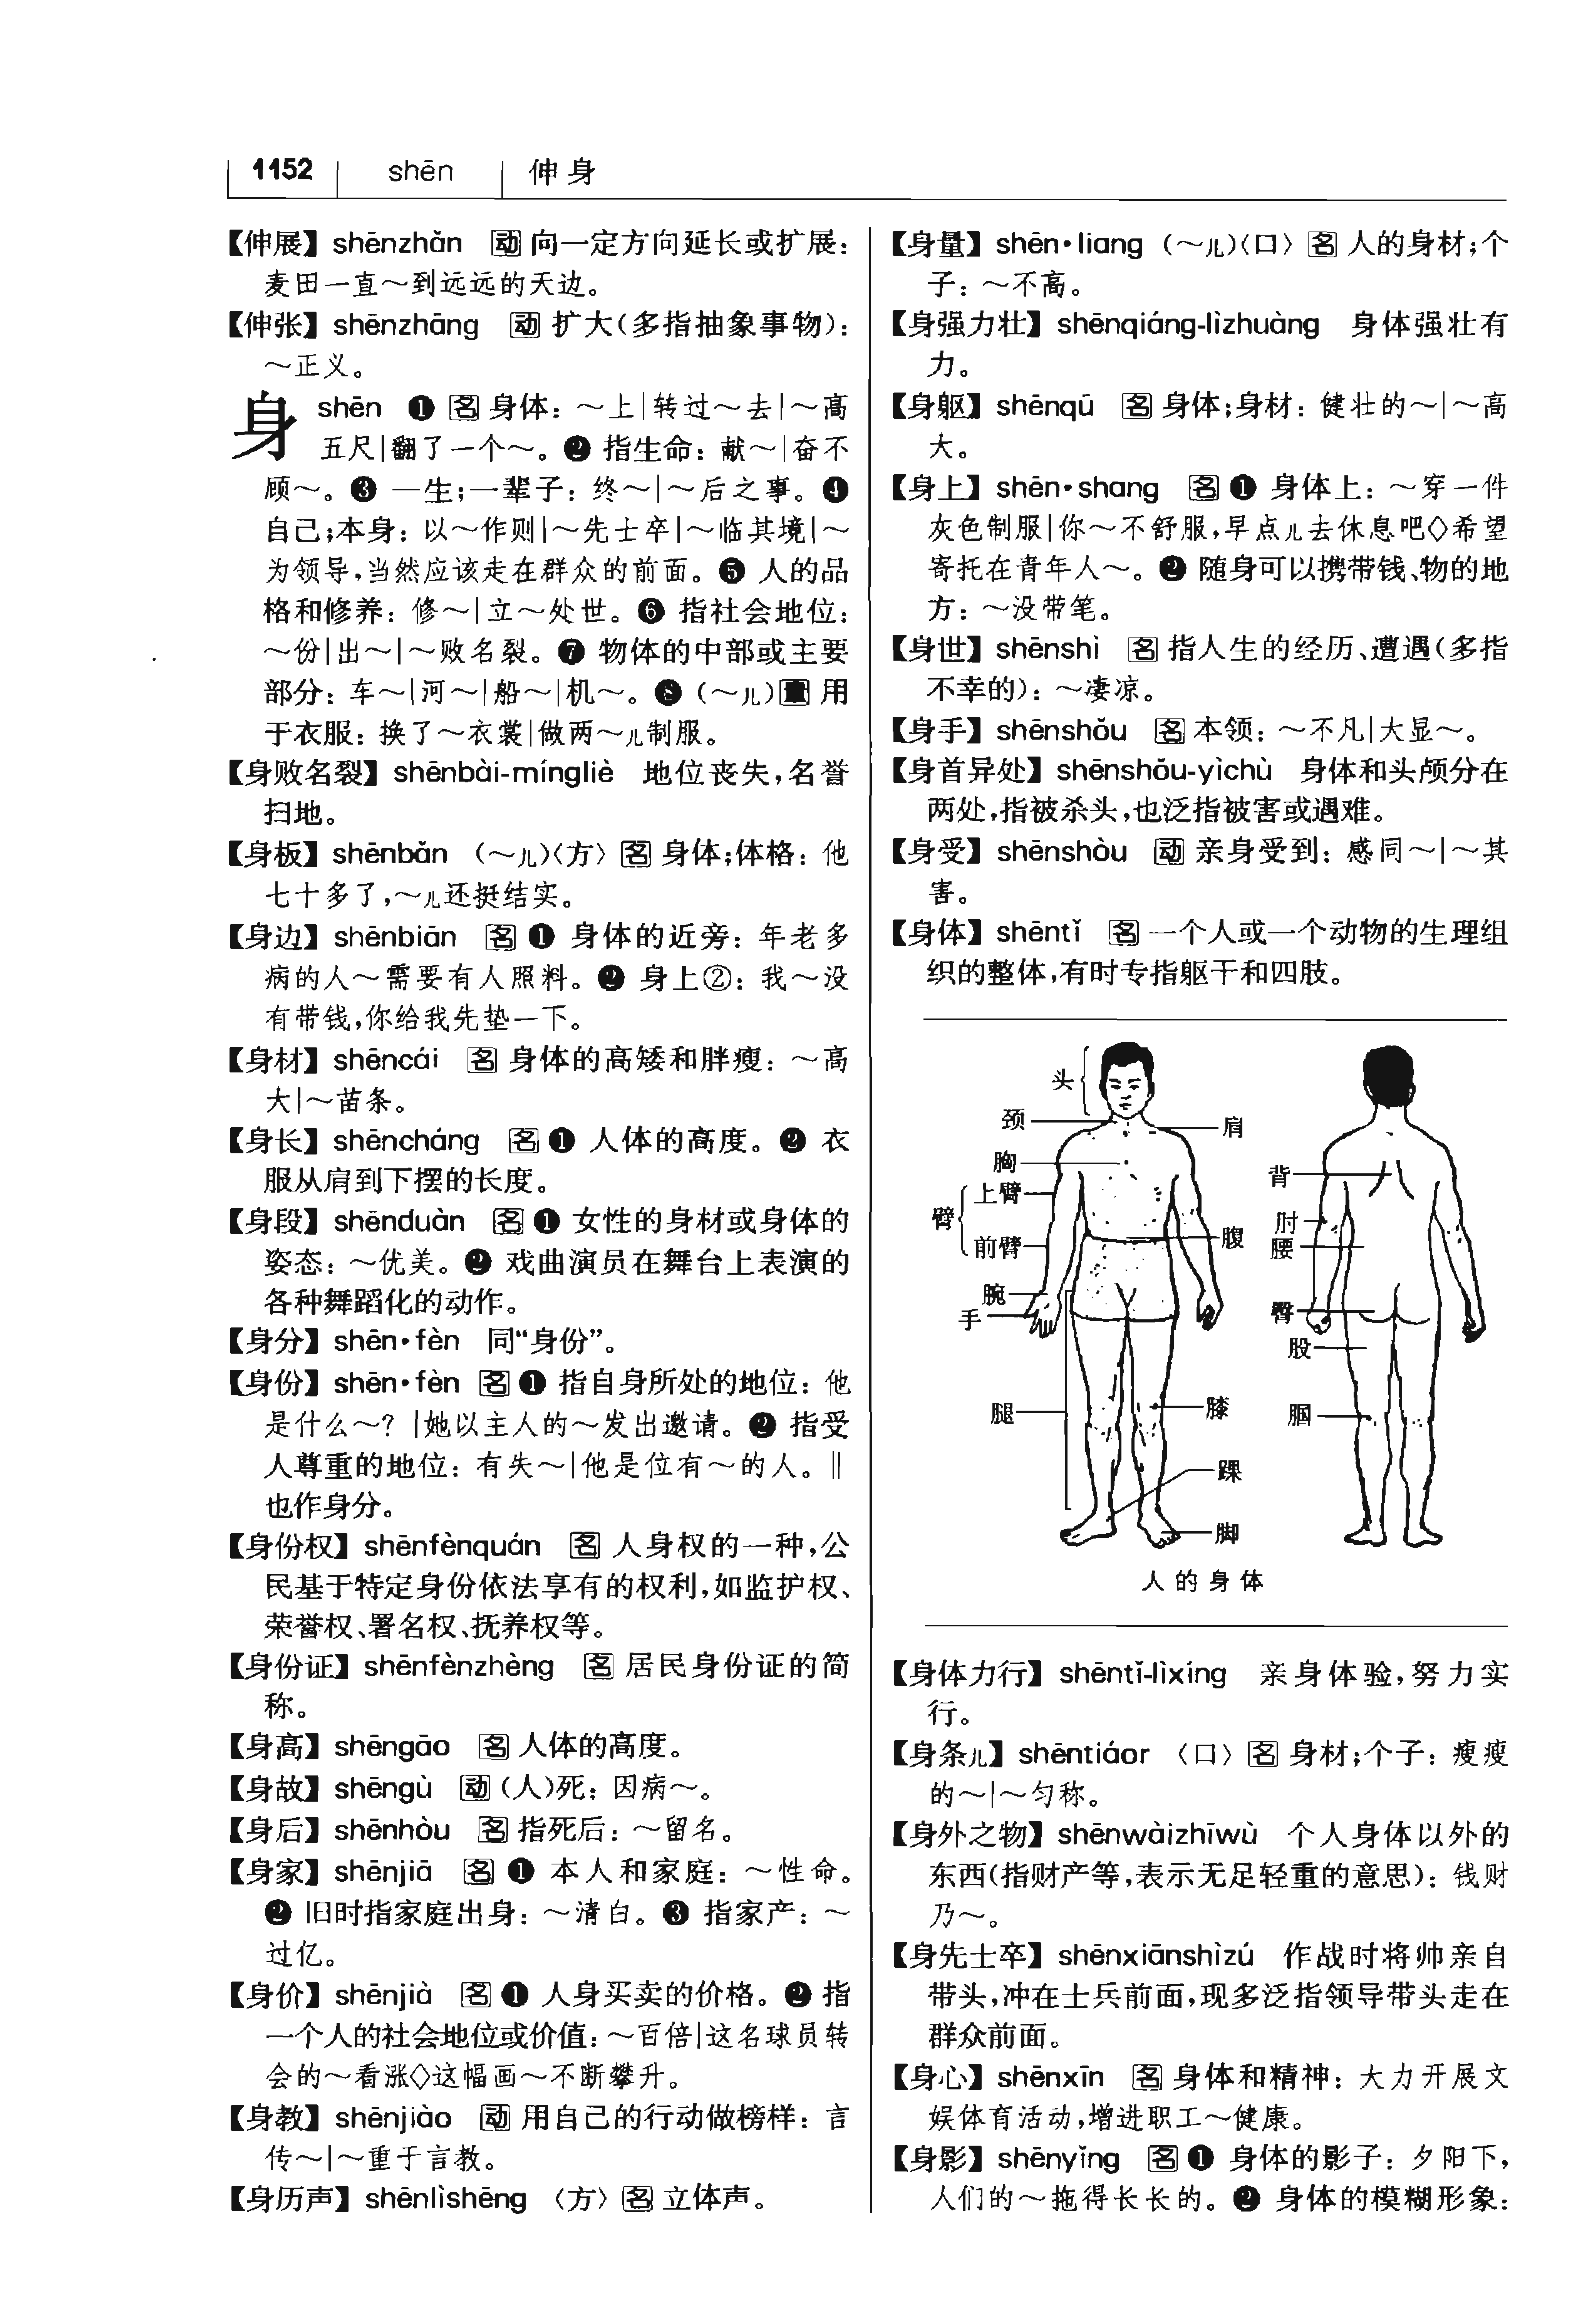 1152 shēn 伸身
【伸展】 shēnzhǎn 动 向一定方向延长或扩展：
麦田一直～到远远的天边。
【伸张】 shēnzhāng 动 扩大(多指抽象事物)：
～正义。
身 shēn ❶ 名 身体：～上|转过～去|～高
五尺|翻了一个～。❷ 指生命：献～|奋不
顾～。❸ 一生;一辈子：终～|～后之事。❹
自己;本身：以～作则|～先士卒|～临其境|～
为领导,当然应该走在群众的前面。❺ 人的品
格和修养：修～|立～处世。❻ 指社会地位：
～份|出～|～败名裂。❼ 物体的中部或主要
部分：车～|河～|船～|机～。❽ (～儿)量 用
于衣服：换了～衣裳|做两～儿制服。
【身败名裂】 shēnbài-míngliè 地位丧失,名誉
扫地。
【身板】 shēnbǎn (～儿)〈方〉 名 身体;体格：他
七十多了,～儿还挺结实。
【身边】 shēnbiān 名 ❶ 身体的近旁：年老多
病的人～需要有人照料。❷ 身上②：我～没
有带钱,你给我先垫一下。
【身材】 shēncái 名 身体的高矮和胖瘦：～高
大|～苗条。
【身长】 shēncháng 名 ❶ 人体的高度。❷ 衣
服从肩到下摆的长度。
【身段】 shēnduàn 名 ❶ 女性的身材或身体的
姿态：～优美。❷ 戏曲演员在舞台上表演的
各种舞蹈化的动作。
【身分】 shēn•fèn 同“身份”。
【身份】 shēn•fèn 名 ❶ 指自身所处的地位：他
是什么～? |她以主人的～发出邀请。❷ 指受
人尊重的地位：有失～|他是位有～的人。‖
也作身分。
【身份权】 shēnfènquán 名 人身权的一种,公
民基于特定身份依法享有的权利,如监护权、
荣誉权、署名权、抚养权等。
【身份证】 shēnfènzhèng 名 居民身份证的简
称。
【身高】 shēngāo 名 人体的高度。
【身故】 shēngù 动 (人)死：因病～。
【身后】 shēnhòu 名 指死后：～留名。
【身家】 shēnjiā 名 ❶ 本人和家庭：～性命。
❷ 旧时指家庭出身：～清白。❸ 指家产：～
过亿。
【身价】 shēnjià 名 ❶ 人身买卖的价格。❷ 指
一个人的社会地位或价值：～百倍|这名球员转
会的～看涨◇这幅画～不断攀升。
【身教】 shēnjiào 动 用自己的行动做榜样：言
传～|～重于言教。
【身历声】 shēnlìshēng 〈方〉 名 立体声。
【身量】 shēn•liang (～儿)〈口〉 名 人的身材;个
子：～不高。
【身强力壮】 shēnqiáng-lìzhuàng 身体强壮有
力。
【身躯】 shēnqū 名 身体;身材：健壮的～|～高
大。
【身上】 shēn•shang 名 ❶ 身体上：～穿一件
灰色制服|你～不舒服,早点儿去休息吧◇希望
寄托在青年人～。❷ 随身可以携带钱、物的地
方：～没带笔。
【身世】 shēnshì 名 指人生的经历、遭遇(多指
不幸的)：～凄凉。
【身手】 shēnshǒu 名 本领：～不凡|大显～。
【身首异处】 shēnshǒu-yìchù 身体和头颅分在
两处,指被杀头,也泛指被害或遇难。
【身受】 shēnshòu 动 亲身受到：感同～|～其
害。
【身体】 shēntǐ 名 一个人或一个动物的生理组
织的整体,有时专指躯干和四肢。
头
颈
肩
胸
上臂
臂
前臂
腹
腕
手
腿
膝
踝
脚
背
肘
腰
臀
股
腘
人的身体
【身体力行】 shēntǐ-lìxíng 亲身体验,努力实
行。
【身条儿】 shēntiáor 〈口〉 名 身材;个子：瘦瘦
的～|～匀称。
【身外之物】 shēnwàizhīwù 个人身体以外的
东西(指财产等,表示无足轻重的意思)：钱财
乃～。
【身先士卒】 shēnxiānshìzú 作战时将帅亲自
带头,冲在士兵前面,现多泛指领导带头走在
群众前面。
【身心】 shēnxīn 名 身体和精神：大力开展文
娱体育活动,增进职工～健康。
【身影】 shēnyǐng 名 ❶ 身体的影子：夕阳下,
人们的～拖得长长的。❷ 身体的模糊形象：